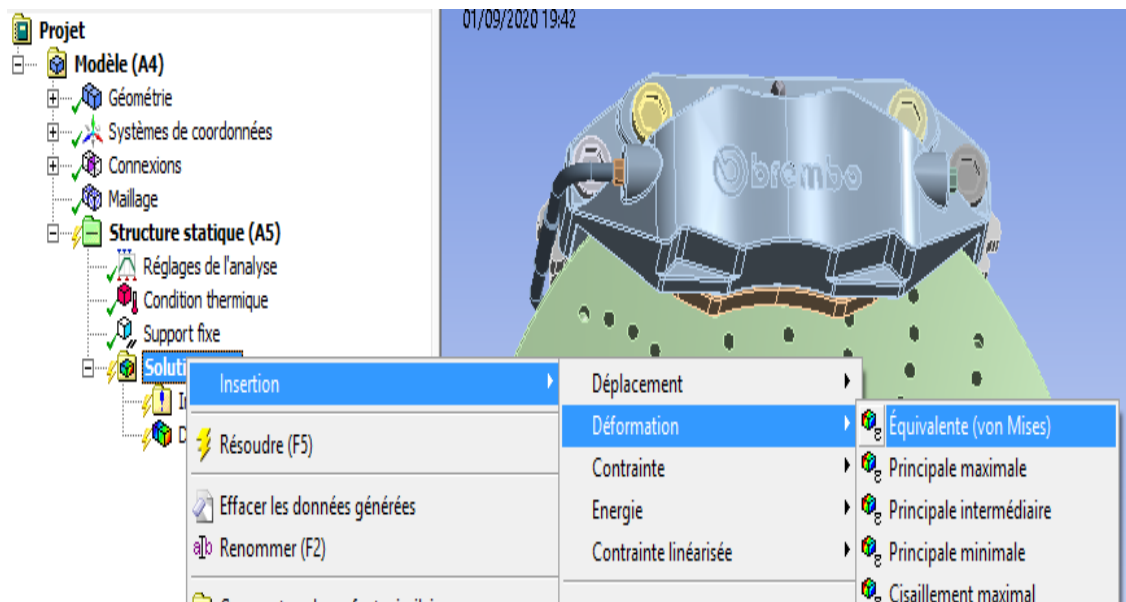 Projet
Modèle (A4)
Géométrie
Systèmes de coordonnées
Connexions
Maillage
Structure statique (A5)
Réglages de l'analyse
Condition thermique
Support fixe
Soluti
Insertion
Résoudre (F5)
Effacer les données générées
Renommer (F2)
Déplacement
Déformation
Contrainte
Energie
Contrainte linéarisée
Équivalente (von Mises)
Principale maximale
Principale intermédiaire
Principale minimale
Cisaillement maximal
01/09/2020 19:42
brembo